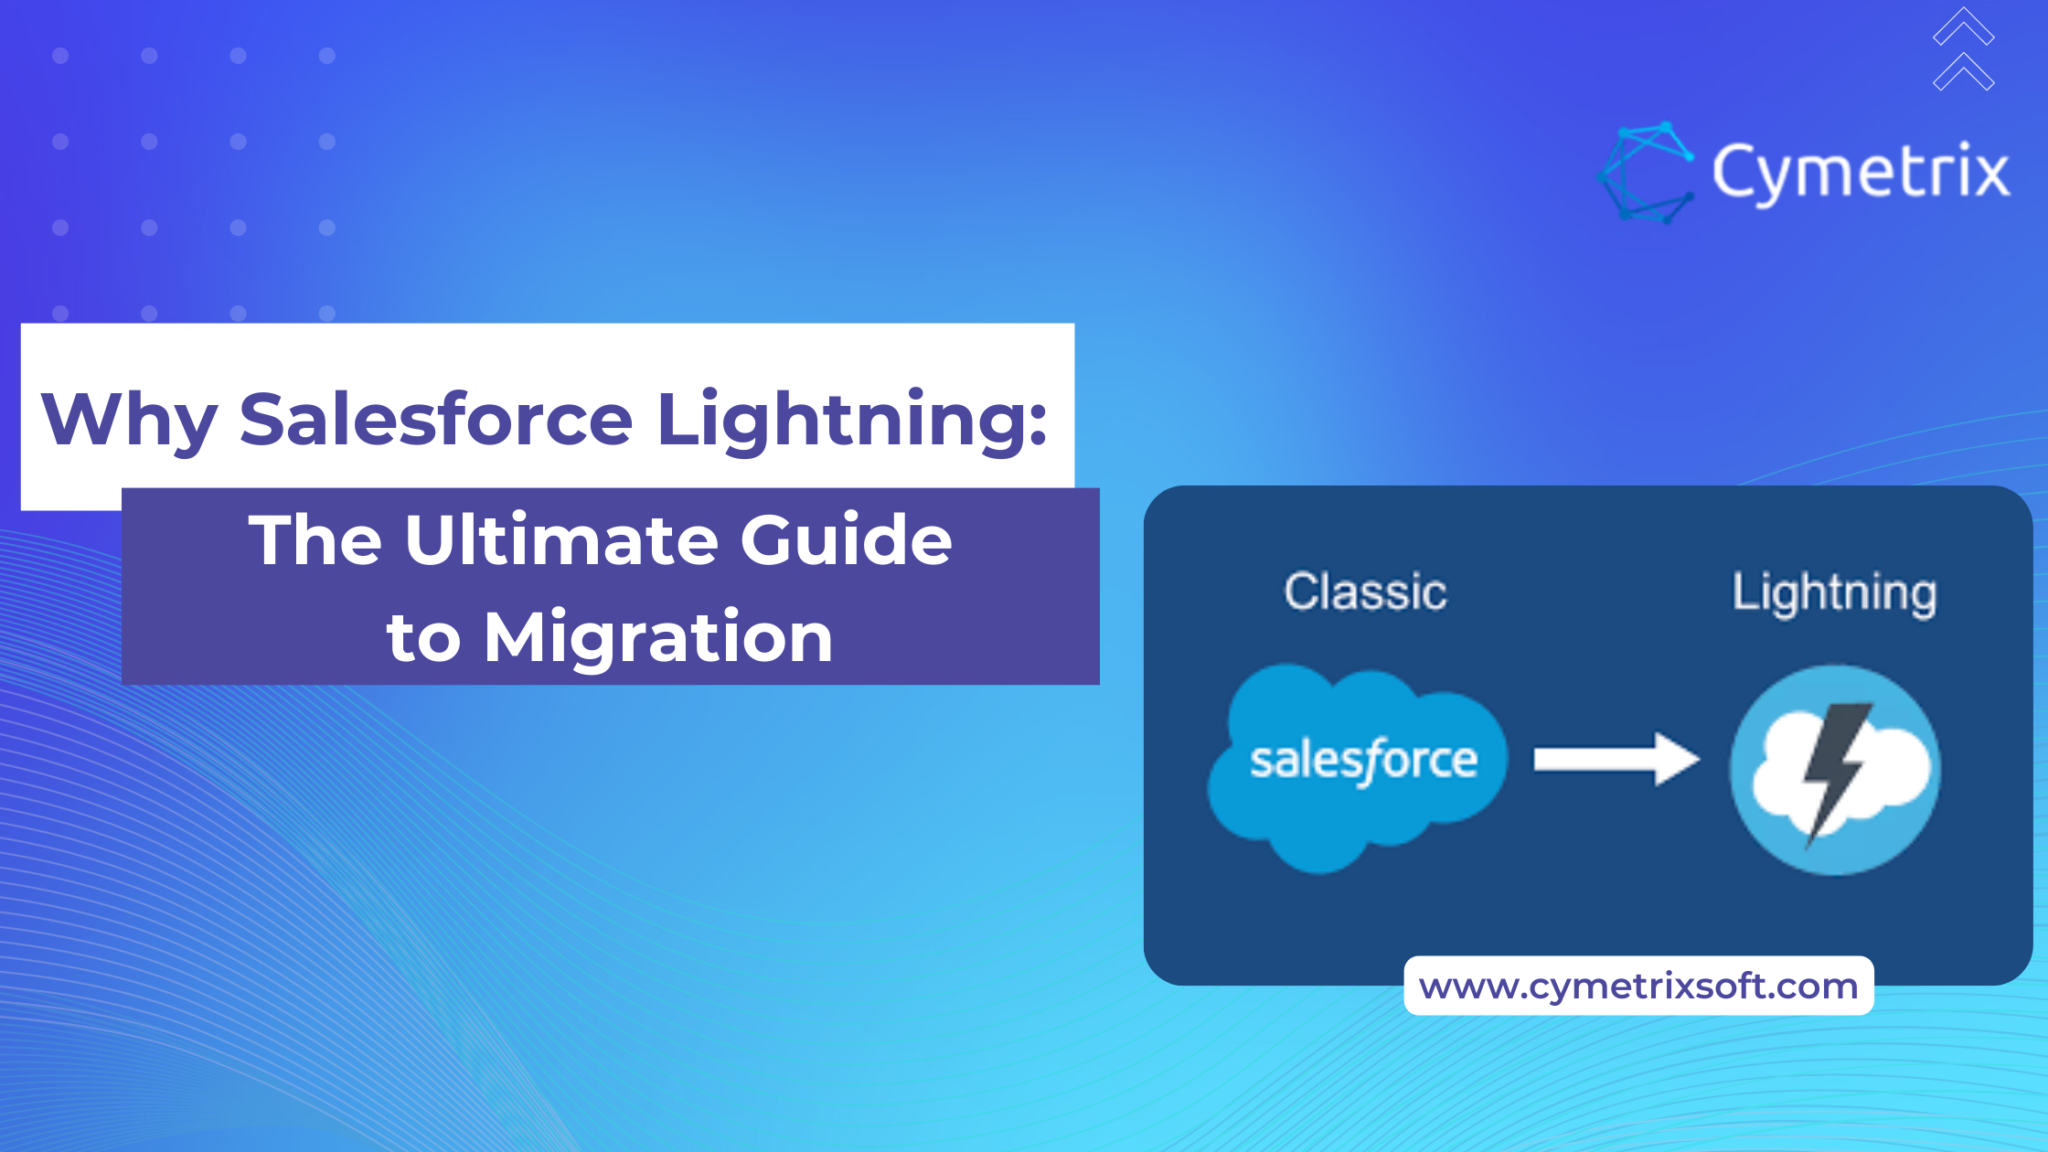 Cymetrix
Why Salesforce Lightning:
The Ultimate Guide
to Migration
Classic
Lightning
salesforce
www.cymetrixsoft.com